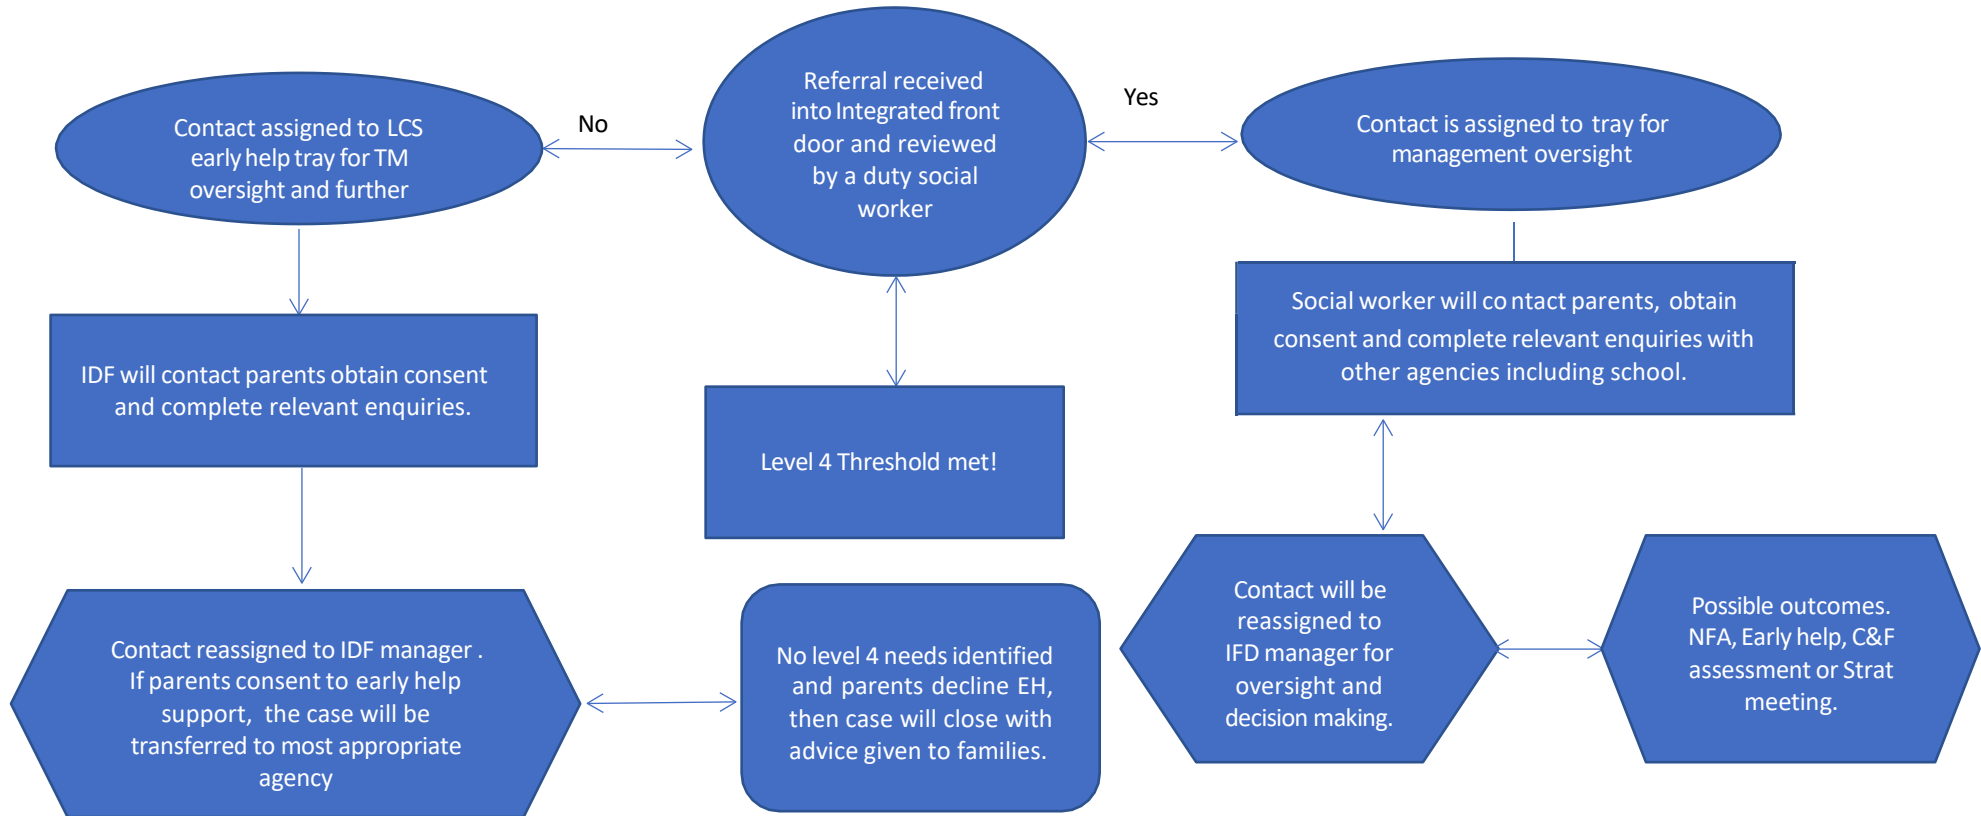 Referral received
into Integrated front
door and reviewed
by a duty social
worker
No
Yes
Contact assigned to LCS
early help tray for TM
oversight and further
Contact is assigned to tray for
management oversight
IDF will contact parents obtain consent
and complete relevant enquiries.
Level 4 Threshold met!
Social worker will contact parents, obtain
consent and complete relevant enquiries with
other agencies including school.
Contact reassigned to IDF manager .
If parents consent to early help
support, the case will be
transferred to most appropriate
agency
No level 4 needs identified
and parents decline EH,
then case will close with
advice given to families.
Contact will be
reassigned to
IFD manager for
oversight and
decision making.
Possible outcomes.
NFA, Early help, C&F
assessment or Strat
meeting.